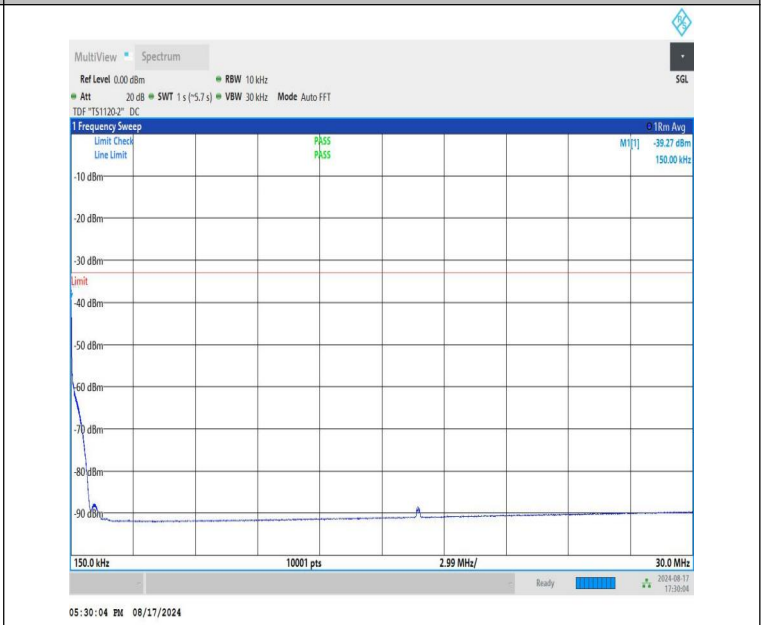 R&S
MultiView Spectrum
Ref Level 0.00 dBm RBW 10 kHz SGL
Att 20 dB SWT 1 s (~5.7 s) VBW 30 kHz Mode Auto FFT
TDF "TS1120-2" DC
1 Frequency Sweep 1Rm Avg
Limit Check PASS M1[1] -39.27 dBm
Line Limit PASS 150.00 kHz
-10 dBm
-20 dBm
-30 dBm
Limit
-40 dBm
-50 dBm
-60 dBm
-70 dBm
-80 dBm
-90 dBm
150.0 kHz 10001 pts 2.99 MHz/ 30.0 MHz
Ready 2024-08-17
17:30:04
05:30:04 PM 08/17/2024